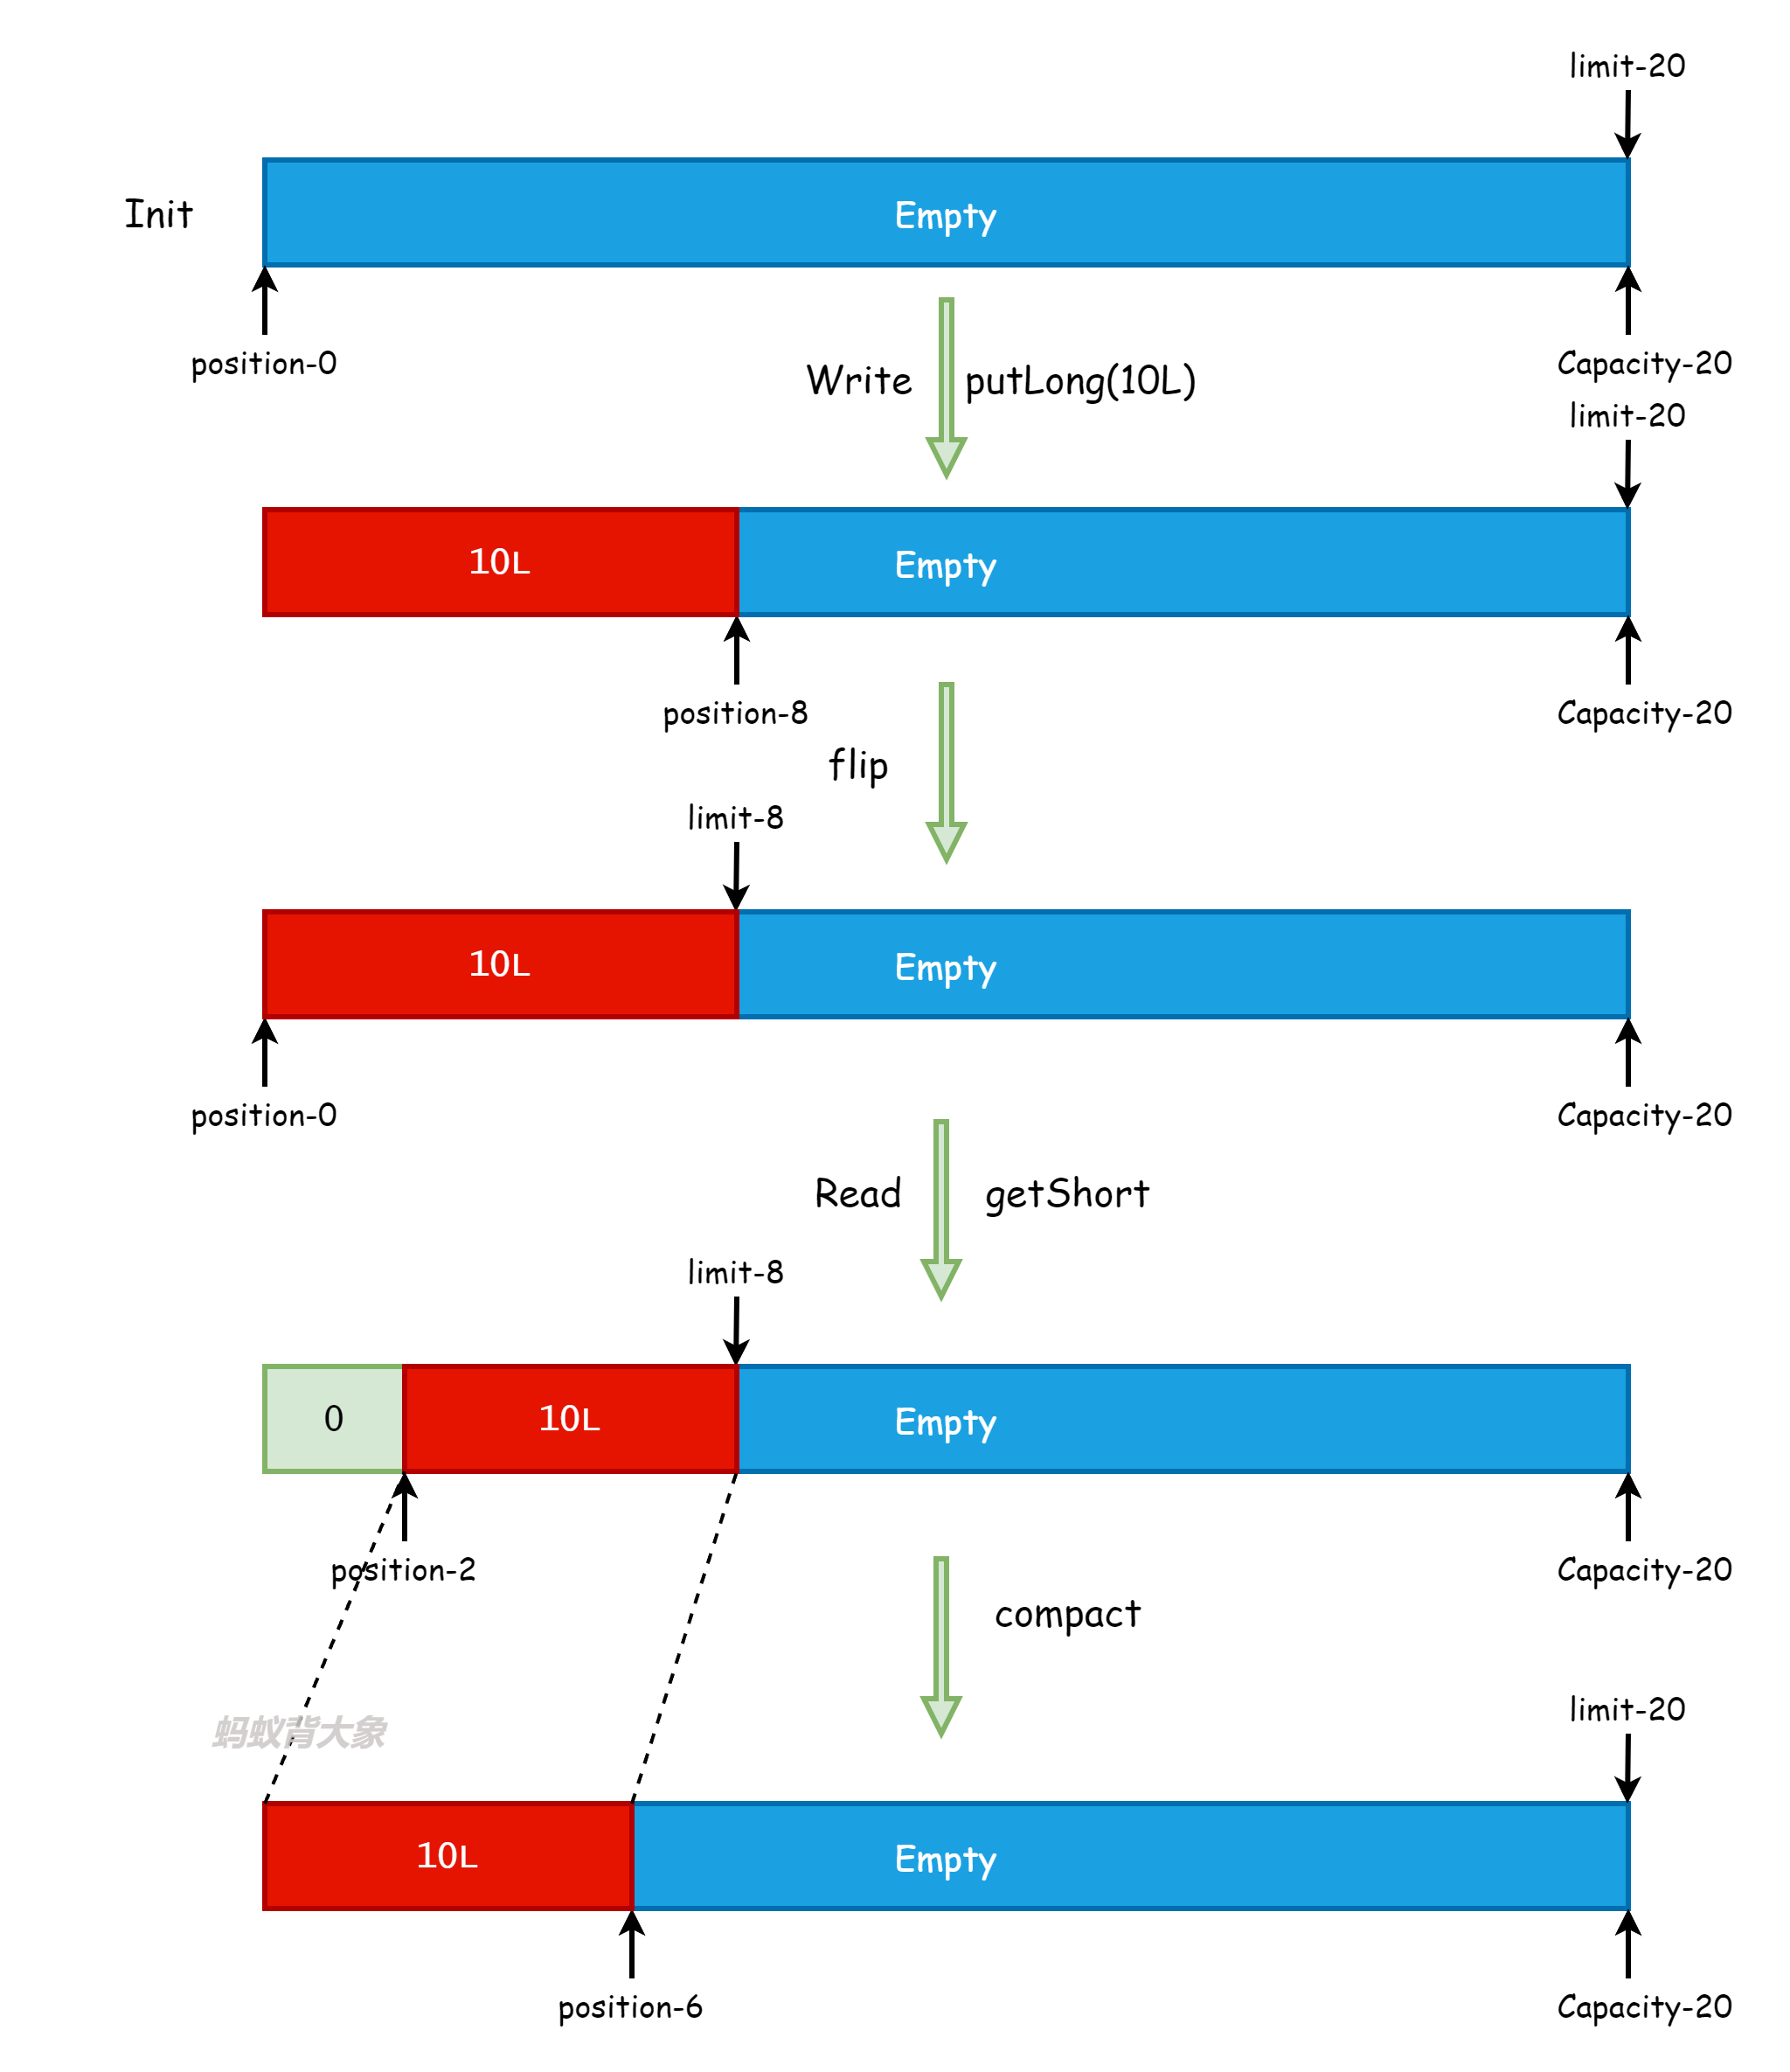 limit-20
Init
Empty
position-0
Capacity-20
Write
putLong(10L)
limit-20
10L
Empty
position-8
Capacity-20
flip
limit-8
10L
Empty
position-0
Capacity-20
Read
getShort
limit-8
0
10L
Empty
position-2
Capacity-20
compact
limit-20
蚂蚁背大象
10L
Empty
position-6
Capacity-20